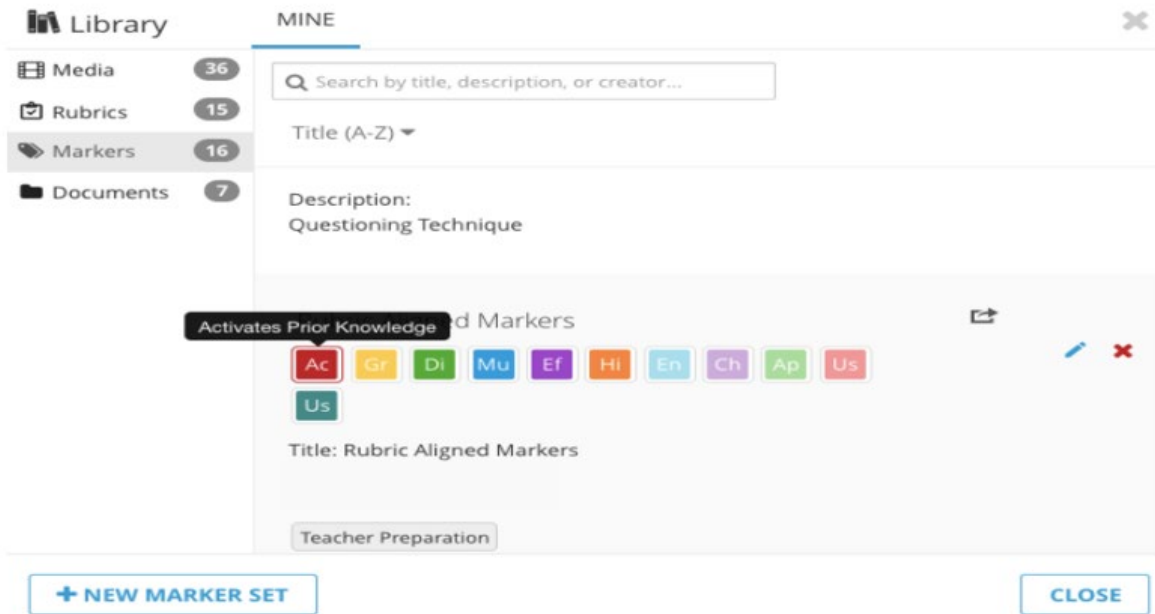 Library
MINE
Media 36
Rubrics 15
Markers 16
Documents 7
Search by title, description, or creator...
Title (A-Z)
Description:
Questioning Technique
Activates Prior Knowledge
d Markers
Ac Gr Di Mu Ef Hi En Ch Ap Us
Us
Title: Rubric Aligned Markers
Teacher Preparation
+ NEW MARKER SET
CLOSE